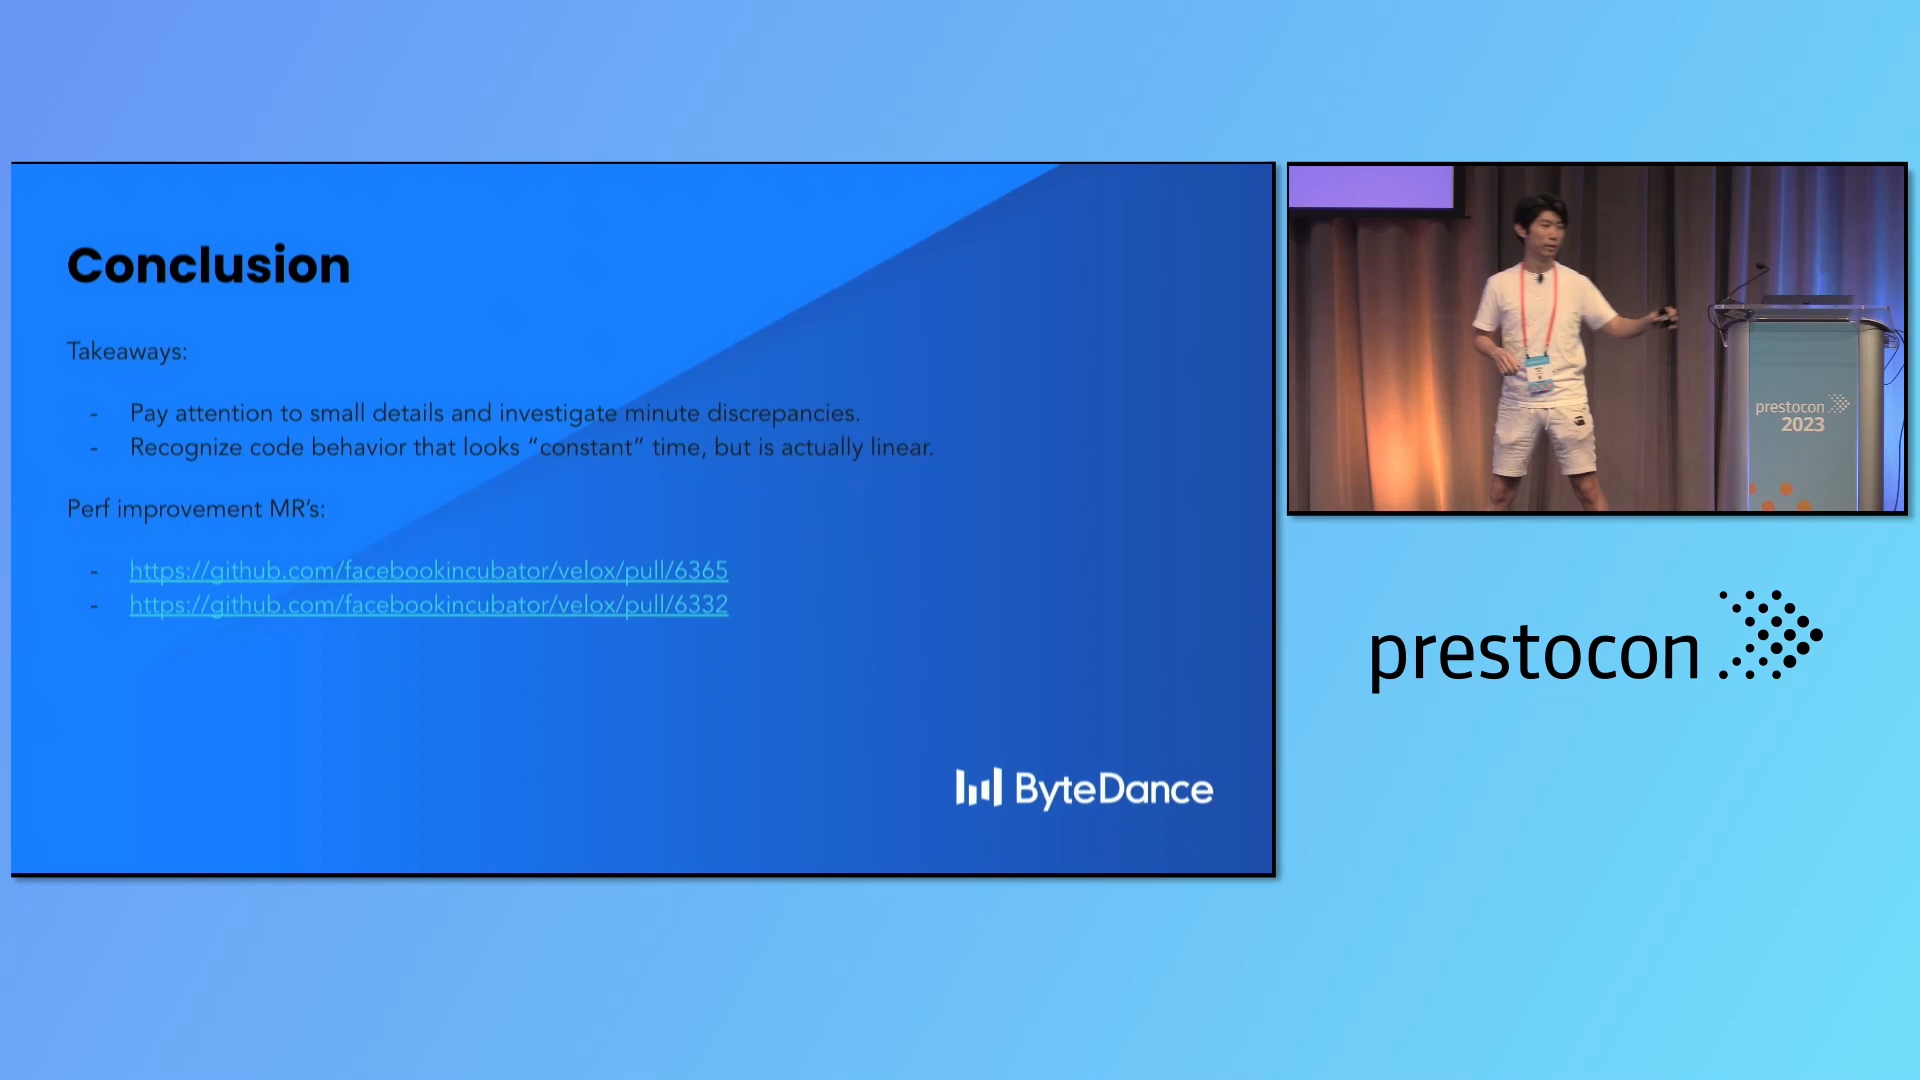 Conclusion
Takeaways:
- Pay attention to small details and investigate minute discrepancies.
- Recognize code behavior that looks “constant” time, but is actually linear.
Perf improvement MR’s:
- https://github.com/facebookincubator/velox/pull/6365
- https://github.com/facebookincubator/velox/pull/6332
ByteDance
prestocon
2023
prestocon